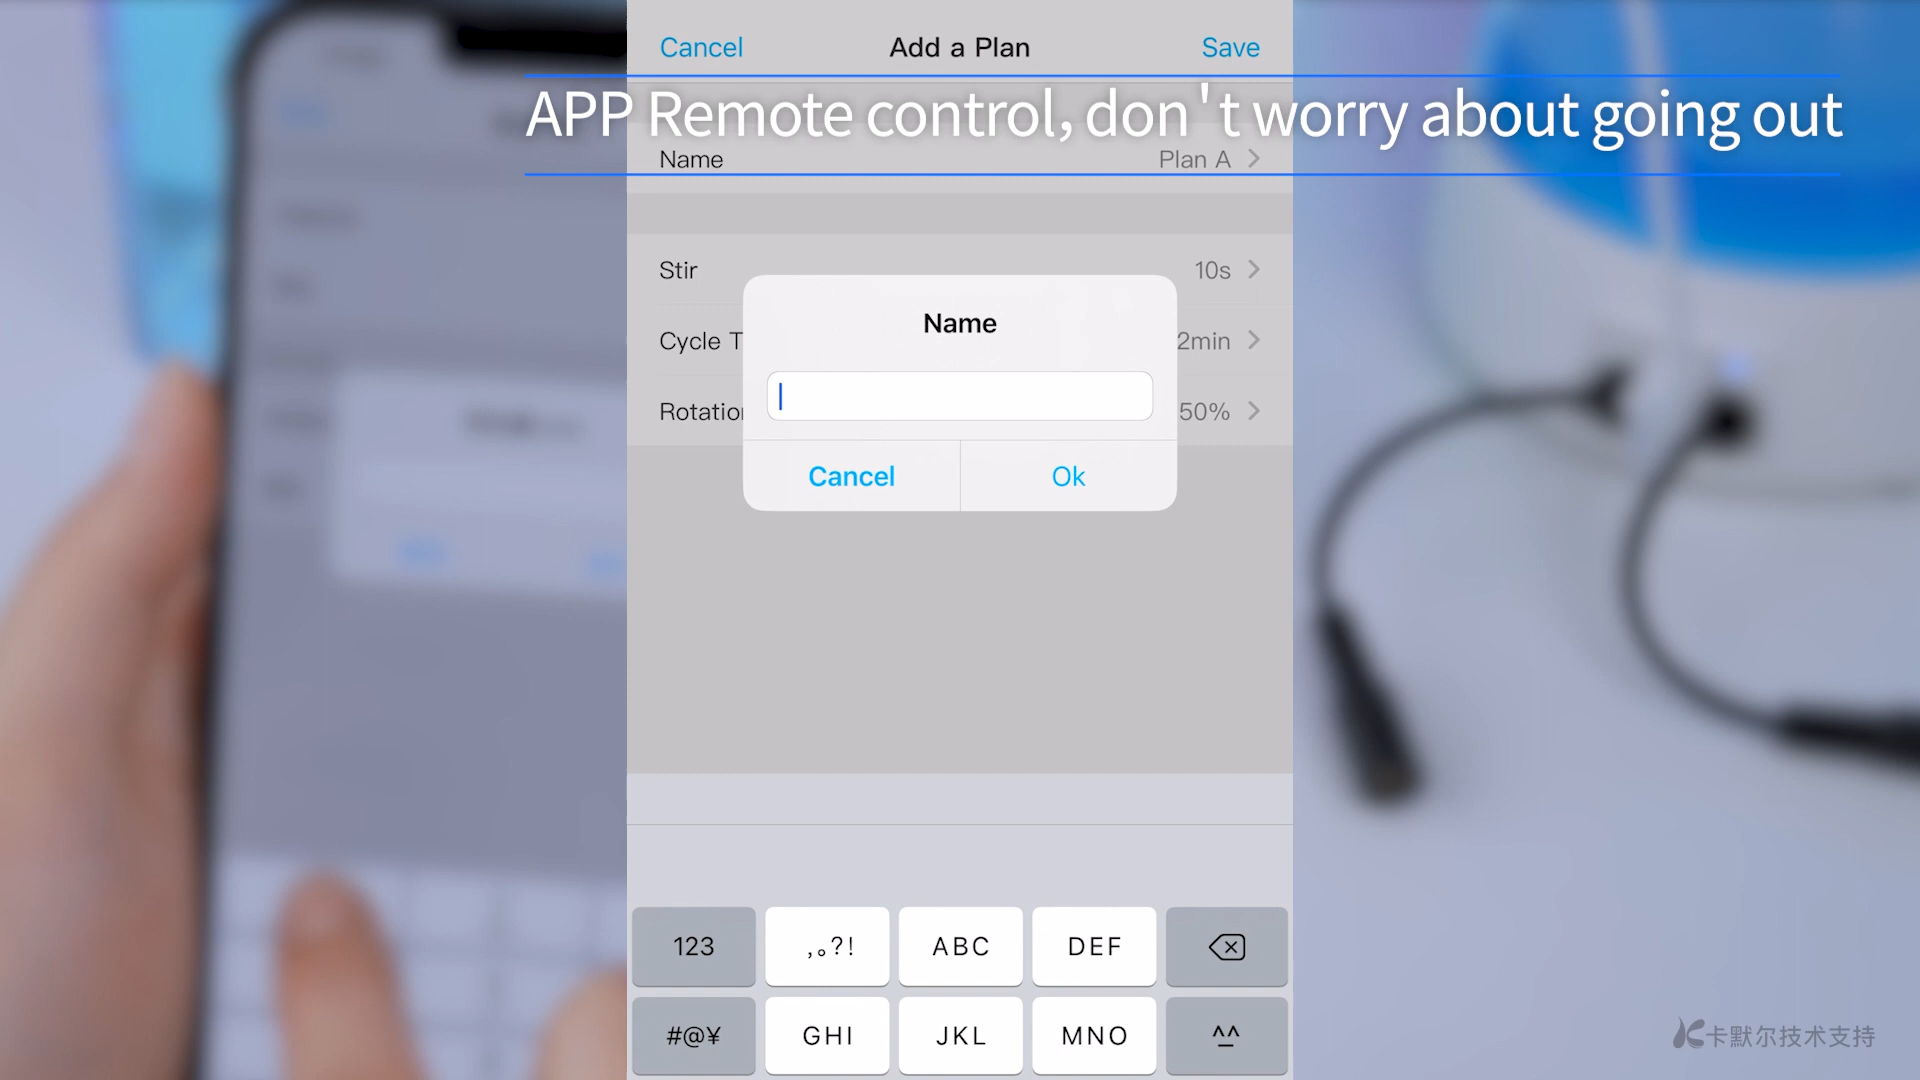 Cancel
Add a Plan
Save
APP Remote control, don't worry about going out
Name
Plan A
Stir
10s
Name
Cycle T
2min
Rotatio
50%
Cancel
Ok
123
,。?!
ABC
DEF
#@¥
GHI
JKL
MNO
^^
卡默尔技术支持